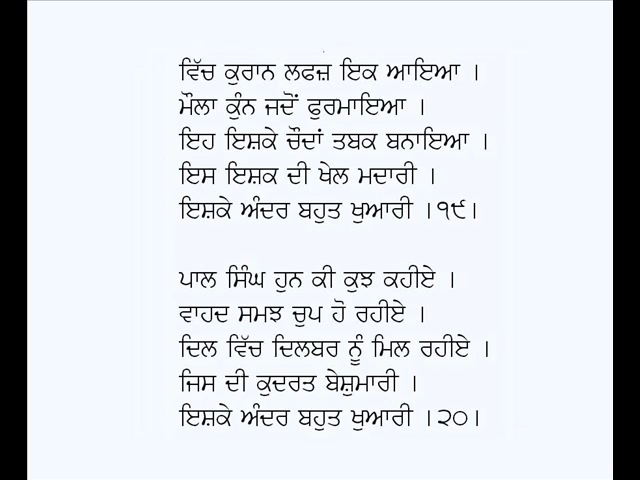 ਵਿੱਚ ਕੁਰਾਨ ਲਫਜ਼ ਇਕ ਆਇਆ ।
ਮੌਲਾ ਕੁੰਨ ਜਦੋਂ ਫੁਰਮਾਇਆ ।
ਇਹ ਇਸ਼ਕੇ ਚੌਦਾਂ ਤਬਕ ਬਨਾਇਆ ।
ਇਸ ਇਸ਼ਕ ਦੀ ਖੇਲ ਮਦਾਰੀ ।
ਇਸ਼ਕੇ ਅੰਦਰ ਬਹੁਤ ਖੁਆਰੀ ।੧੯।
ਪਾਲ ਸਿੰਘ ਹੁਨ ਕੀ ਕੁਝ ਕਹੀਏ ।
ਵਾਹਦ ਸਮਝ ਚੁਪ ਹੋ ਰਹੀਏ ।
ਦਿਲ ਵਿੱਚ ਦਿਲਬਰ ਨੂੰ ਮਿਲ ਰਹੀਏ ।
ਜਿਸ ਦੀ ਕੁਦਰਤ ਬੇਸ਼ੁਮਾਰੀ ।
ਇਸ਼ਕੇ ਅੰਦਰ ਬਹੁਤ ਖੁਆਰੀ ।੨੦।